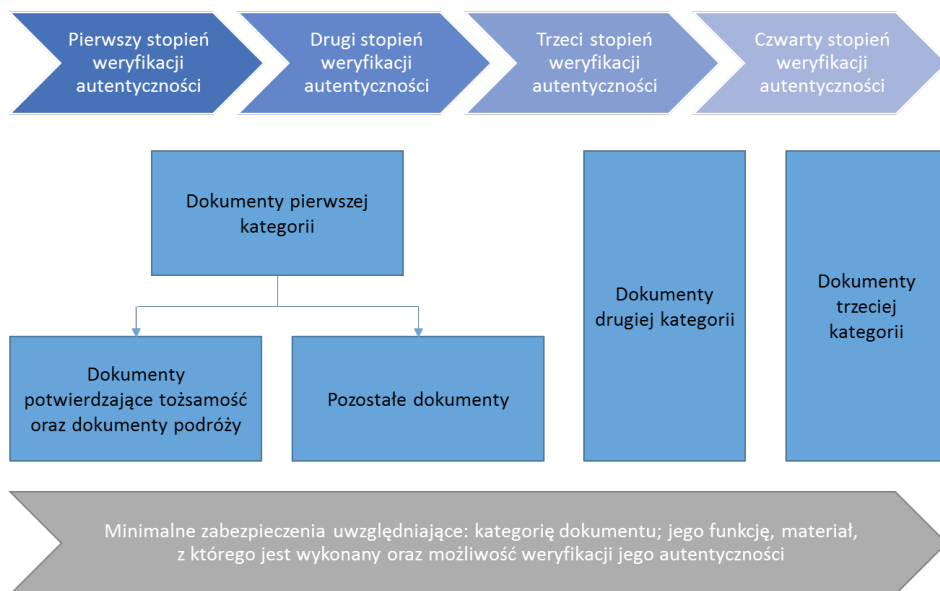 Pierwszy stopień
weryfikacji
autentyczności
Drugi stopień
weryfikacji
autentyczności
Trzeci stopień
weryfikacji
autentyczności
Czwarty stopień
weryfikacji
autentyczności
Dokumenty pierwszej
kategorii
Dokumenty
drugiej kategorii
Dokumenty
trzeciej
kategorii
Dokumenty
potwierdzające tożsamość
oraz dokumenty podróży
Pozostałe dokumenty
Minimalne zabezpieczenia uwzględniające: kategorię dokumentu; jego funkcję, materiał,
z którego jest wykonany oraz możliwość weryfikacji jego autentyczności